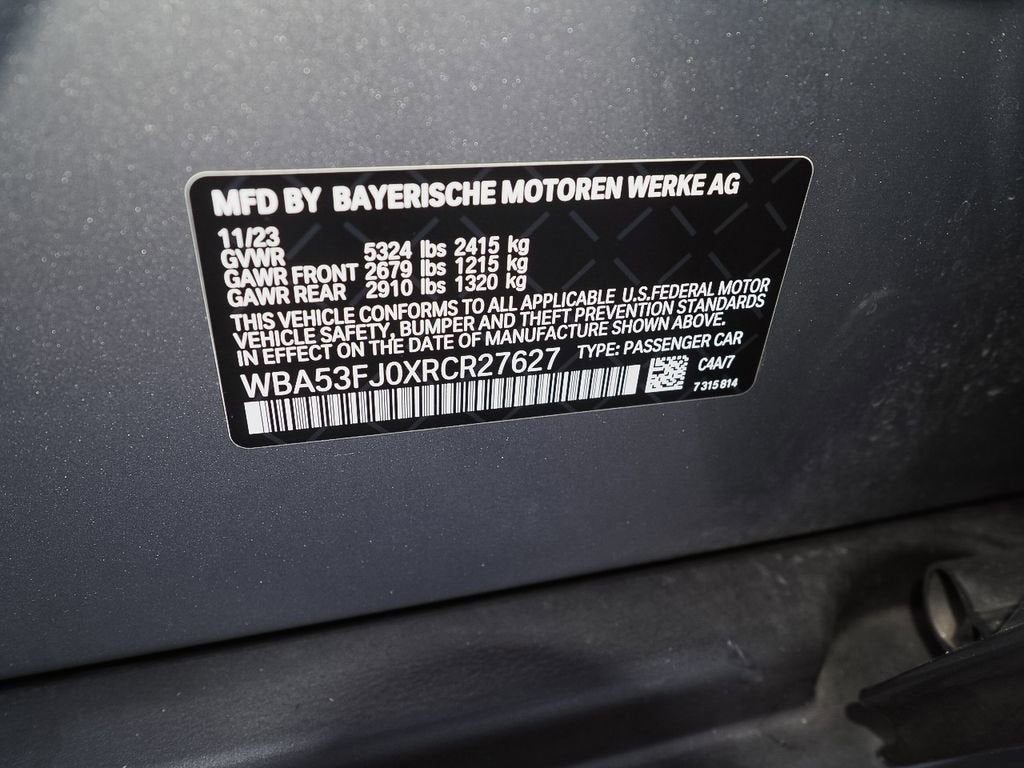 MFD BY BAYERISCHE MOTOREN WERKE AG
11/23
GVWR 5324 lbs 2415 kg
GAWR FRONT 2679 lbs 1215 kg
GAWR REAR 2910 lbs 1320 kg
THIS VEHICLE CONFORMS TO ALL APPLICABLE U.S.FEDERAL MOTOR
VEHICLE SAFETY, BUMPER AND THEFT PREVENTION STANDARDS
IN EFFECT ON THE DATE OF MANUFACTURE SHOWN ABOVE.
WBA53FJ0XRCR27627 TYPE: PASSENGER CAR
C4A/7
7 315 814